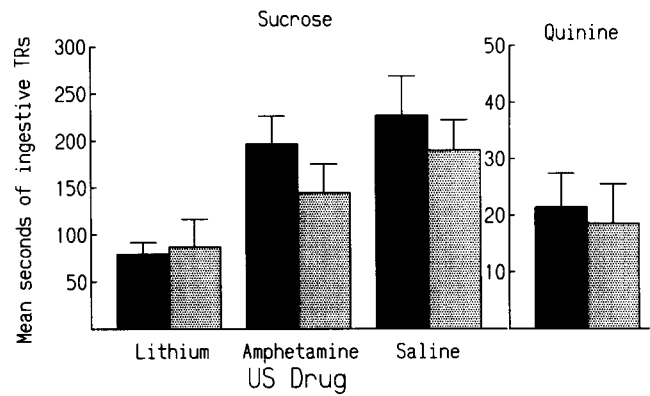 Sucrose
Quinine
Mean seconds of ingestive TRs
300
250
200
150
100
50
50
40
30
20
10
Lithium Amphetamine Saline
US Drug